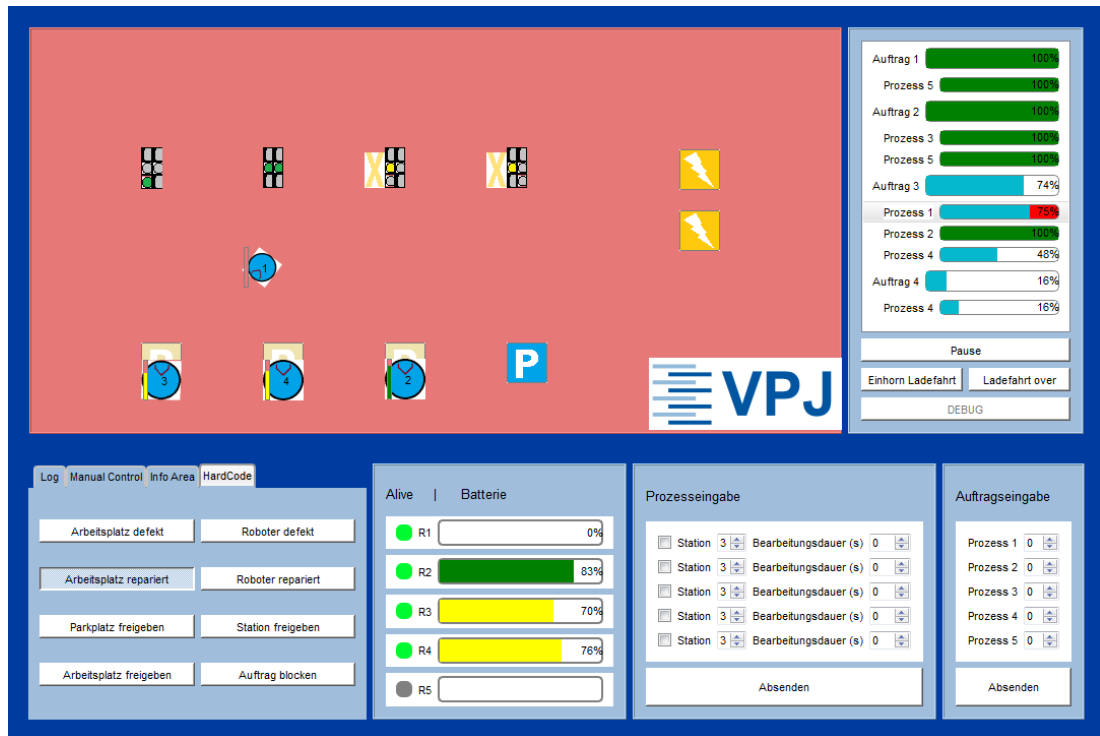 Auftrag 1 100%
Prozess 5 100%
Auftrag 2 100%
Prozess 3 100%
Prozess 5 100%
Auftrag 3 74%
Prozess 1 75%
Prozess 2 100%
Prozess 4 48%
Auftrag 4 16%
Prozess 4 16%
Pause
Einhorn Ladefahrt Ladefahrt over
DEBUG
X X
1
P P P P
3 4 2
VPJ
Log Manual Control Info Area HardCode
Arbeitsplatz defekt Roboter defekt
Arbeitsplatz repariert Roboter repariert
Parkplatz freigeben Station freigeben
Arbeitsplatz freigeben Auftrag blocken
Alive | Batterie
R1 0%
R2 83%
R3 70%
R4 76%
R5
Prozesseingabe
Station 3 Bearbeitungsdauer (s) 0
Station 3 Bearbeitungsdauer (s) 0
Station 3 Bearbeitungsdauer (s) 0
Station 3 Bearbeitungsdauer (s) 0
Station 3 Bearbeitungsdauer (s) 0
Absenden
Auftragseingabe
Prozess 1 0
Prozess 2 0
Prozess 3 0
Prozess 4 0
Prozess 5 0
Absenden